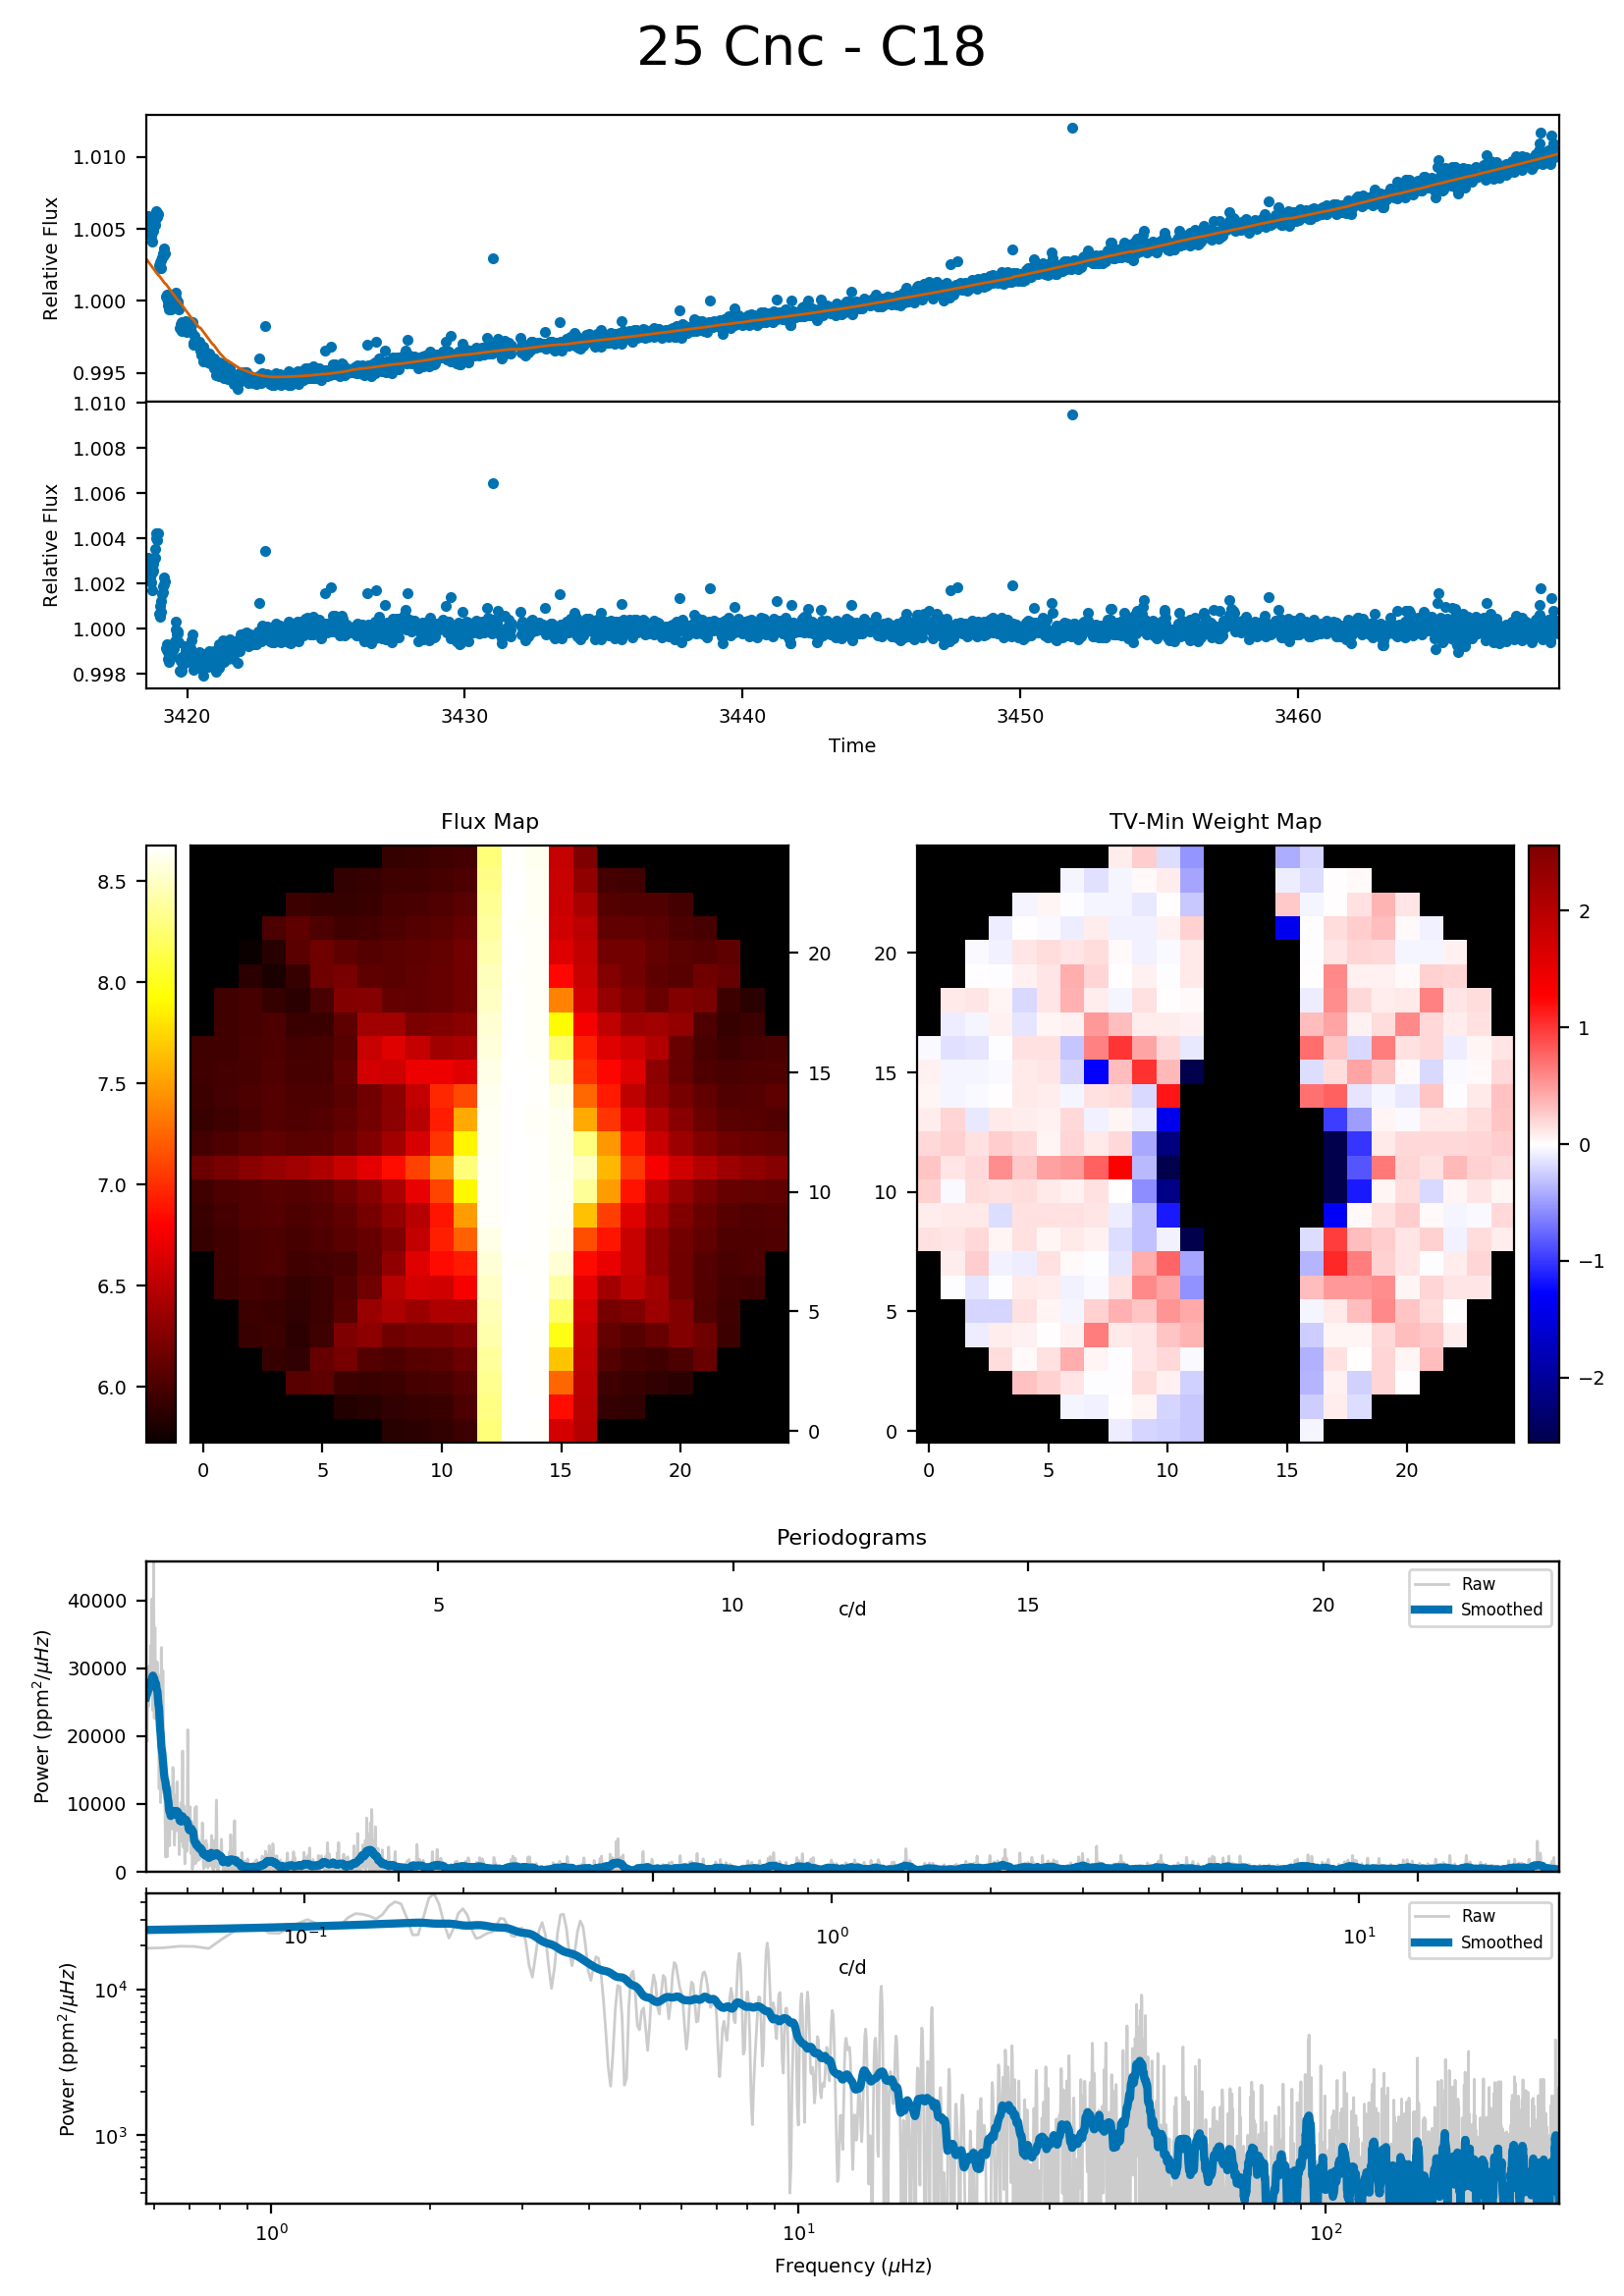 25 Cnc - C18
1.010
1.005
1.000
0.995
Relative Flux
1.010
1.008
1.006
1.004
1.002
1.000
0.998
Relative Flux
3420 3430 3440 3450 3460
Time
Flux Map
8.5
8.0
7.5
7.0
6.5
6.0
20
15
10
5
0
0 5 10 15 20
TV-Min Weight Map
20
15
10
5
0
0 5 10 15 20
2
1
0
−1
−2
Periodograms
40000
30000
20000
10000
0
Power (ppm²/μHz)
5 10 15 20
c/d
Raw
Smoothed
10⁴
10³
Power (ppm²/μHz)
10⁻¹ 10⁰ 10¹
c/d
Raw
Smoothed
10⁰ 10¹ 10²
Frequency (μHz)